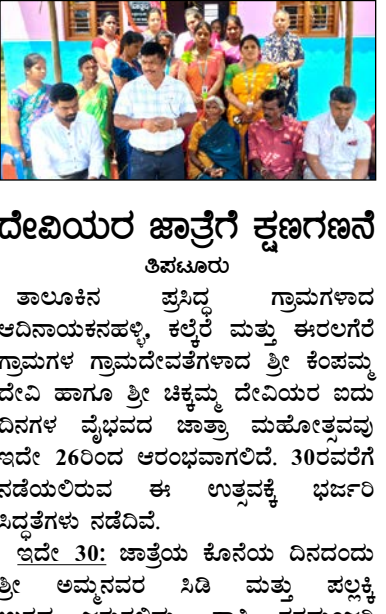 ದೇವಿಯರ ಜಾತ್ರೆಗೆ ಕ್ಷಣಗಣನೆ
ತಿಪಟೂರು
ತಾಲೂಕಿನ ಪ್ರಸಿದ್ಧ ಗ್ರಾಮಗಳಾದ
ಆದಿನಾಯಕನಹಳ್ಳಿ, ಕಲ್ಕೆರೆ ಮತ್ತು ಈರಲಗೆರೆ
ಗ್ರಾಮಗಳ ಗ್ರಾಮದೇವತೆಗಳಾದ ಶ್ರೀ ಕೆಂಪಮ್ಮ
ದೇವಿ ಹಾಗೂ ಶ್ರೀ ಚಿಕ್ಕಮ್ಮ ದೇವಿಯರ ಐದು
ದಿನಗಳ ವೈಭವದ ಜಾತ್ರಾ ಮಹೋತ್ಸವವು
ಇದೇ 26ರಿಂದ ಆರಂಭವಾಗಲಿದೆ. 30ರವರೆಗೆ
ನಡೆಯಲಿರುವ ಈ ಉತ್ಸವಕ್ಕೆ ಭರ್ಜರಿ
ಸಿದ್ಧತೆಗಳು ನಡೆದಿವೆ.
ಇದೇ 30: ಜಾತ್ರೆಯ ಕೊನೆಯ ದಿನದಂದು
ಶ್ರೀ ಅಮ್ಮನವರ ಸಿಡಿ ಮತ್ತು ಪಲ್ಲಕ್ಕಿ